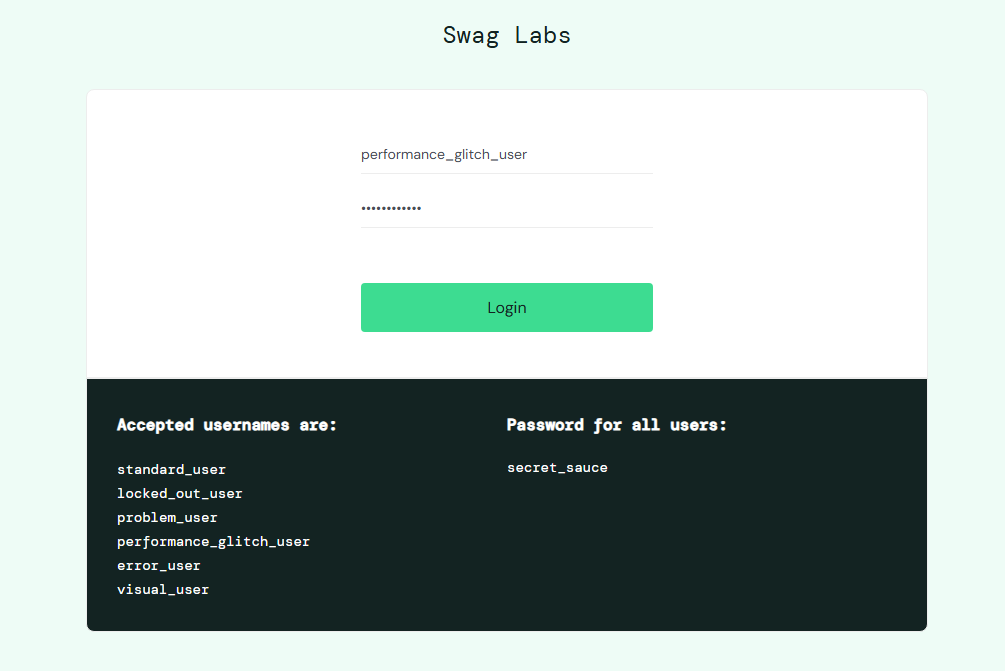 Swag Labs
performance_glitch_user
••••••••••••
Login
Accepted usernames are:
standard_user
locked_out_user
problem_user
performance_glitch_user
error_user
visual_user
Password for all users:
secret_sauce